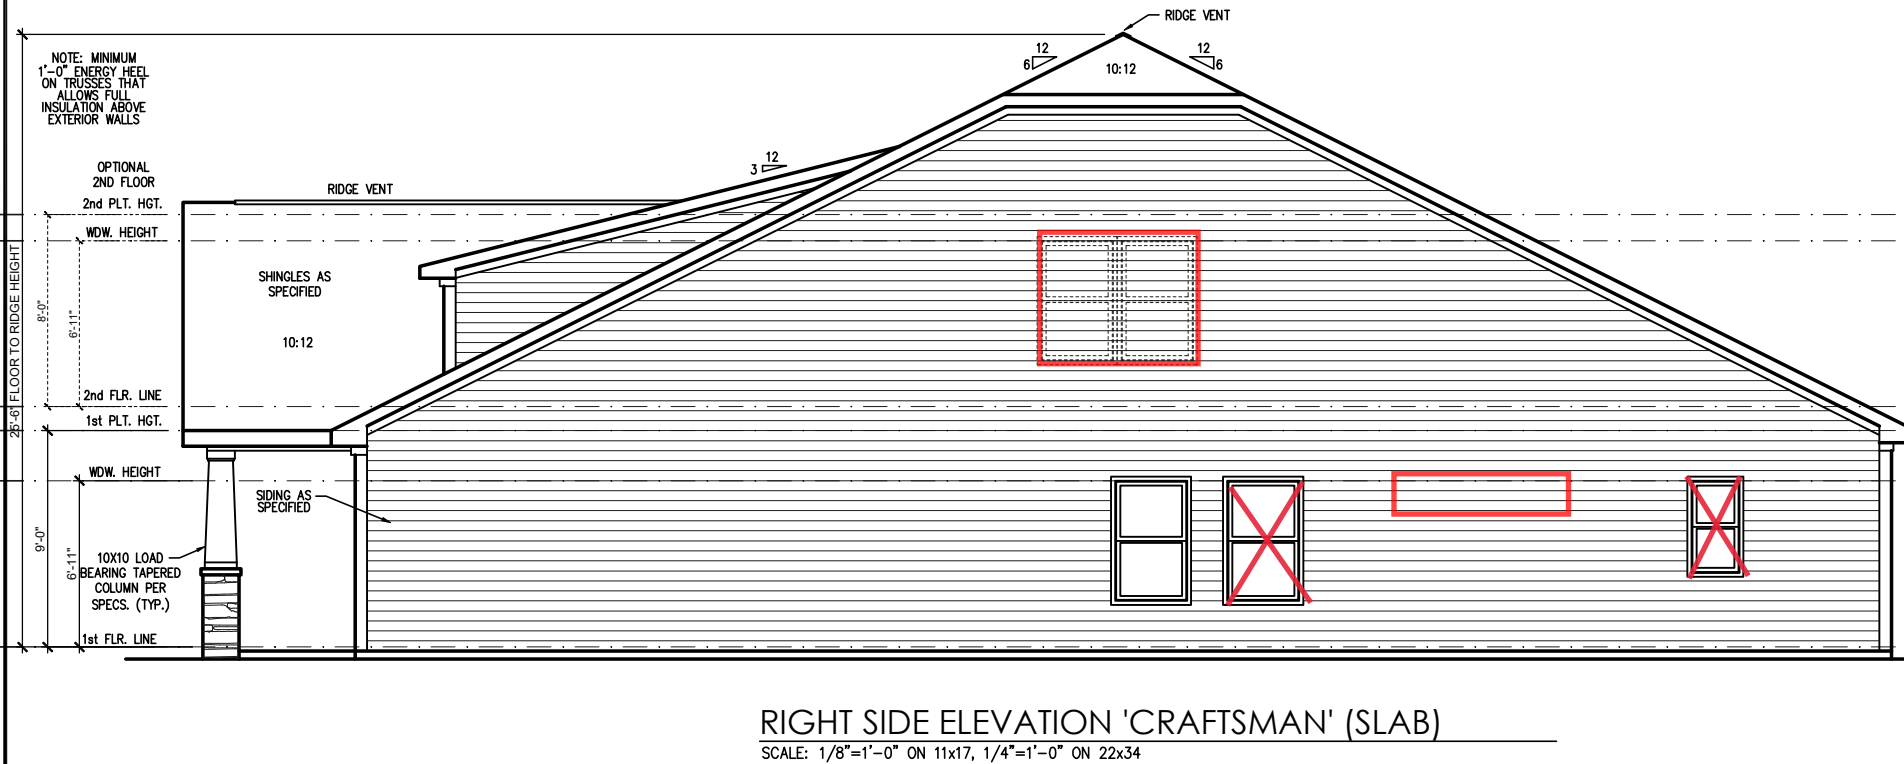 RIDGE VENT
NOTE: MINIMUM
1'-0" ENERGY HEEL
ON TRUSSES THAT
ALLOWS FULL
INSULATION ABOVE
EXTERIOR WALLS
12
6
10:12
12
6
12
3
OPTIONAL
2ND FLOOR
RIDGE VENT
2nd PLT. HGT.
WDW. HEIGHT
SHINGLES AS
SPECIFIED
10:12
25'-6" FLOOR TO RIDGE HEIGHT
8'-0"
6'-11"
2nd FLR. LINE
1st PLT. HGT.
WDW. HEIGHT
SIDING AS
SPECIFIED
9'-0"
6'-11"
10X10 LOAD
BEARING TAPERED
COLUMN PER
SPECS. (TYP.)
1st FLR. LINE
RIGHT SIDE ELEVATION 'CRAFTSMAN' (SLAB)
SCALE: 1/8"=1'-0" ON 11x17, 1/4"=1'-0" ON 22x34